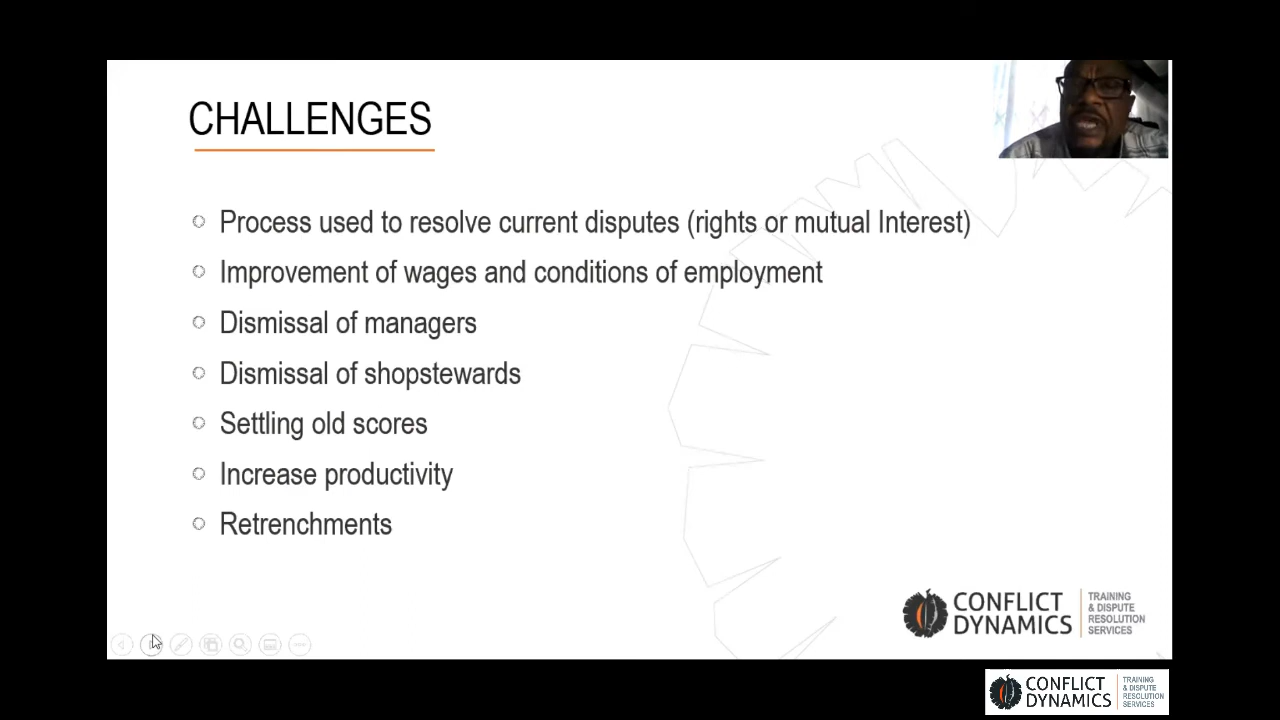 CHALLENGES
Process used to resolve current disputes (rights or mutual Interest)
Improvement of wages and conditions of employment
Dismissal of managers
Dismissal of shopstewards
Settling old scores
Increase productivity
Retrenchments
CONFLICT
DYNAMICS
TRAINING
& DISPUTE
RESOLUTION
SERVICES
CONFLICT
DYNAMICS
TRAINING
& DISPUTE
RESOLUTION
SERVICES